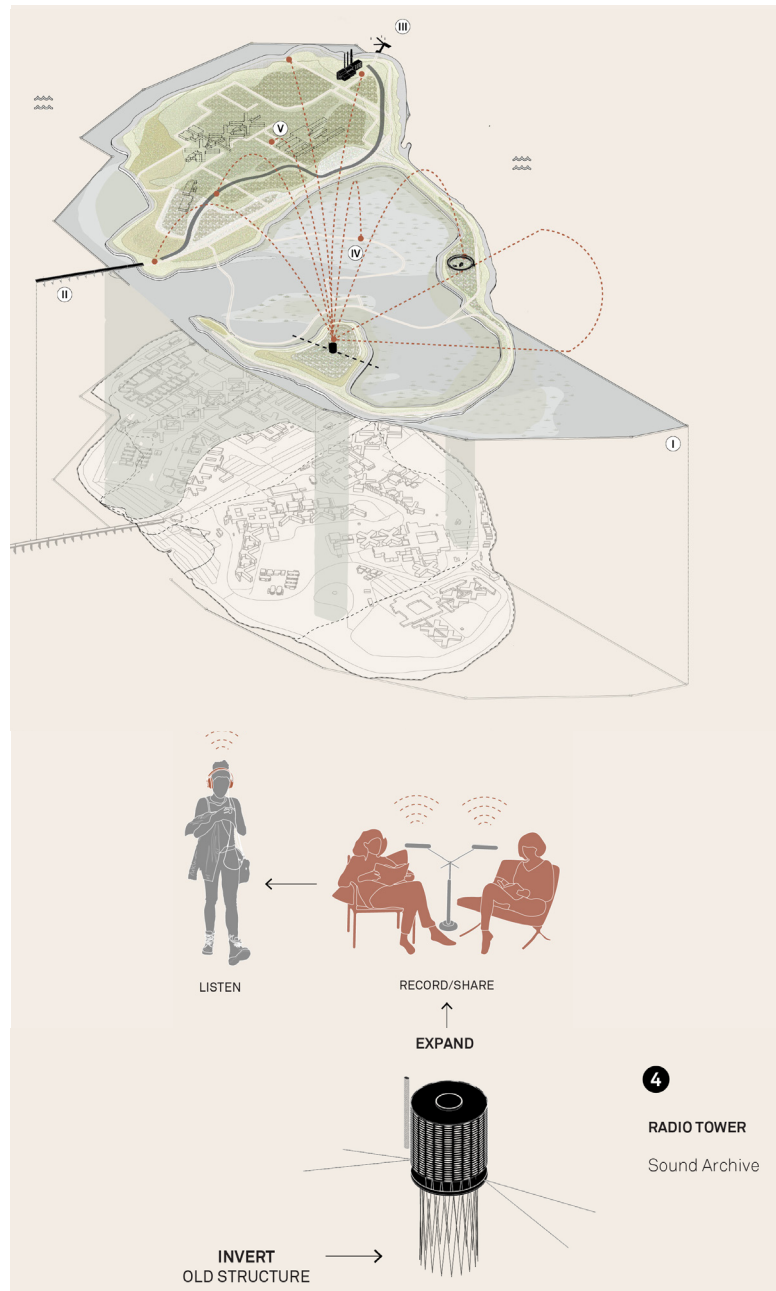 III
V
IV
II
I
LISTEN
RECORD/SHARE
EXPAND
4
RADIO TOWER
Sound Archive
INVERT
OLD STRUCTURE